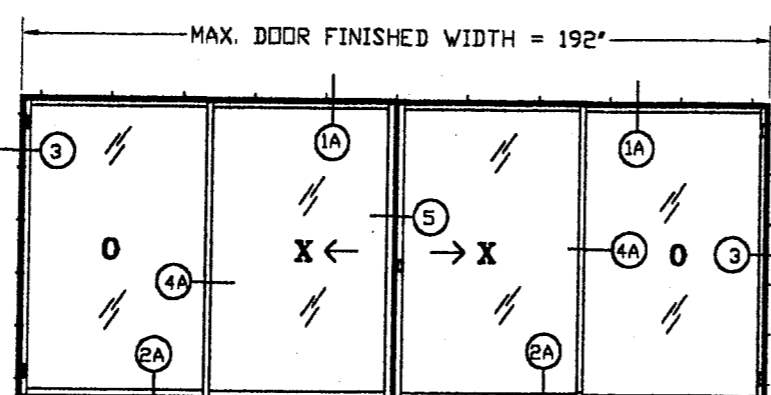 MAX. DOOR FINISHED WIDTH = 192"
3 1A 1A
5
O X X 4A O 3
4A
2A 2A